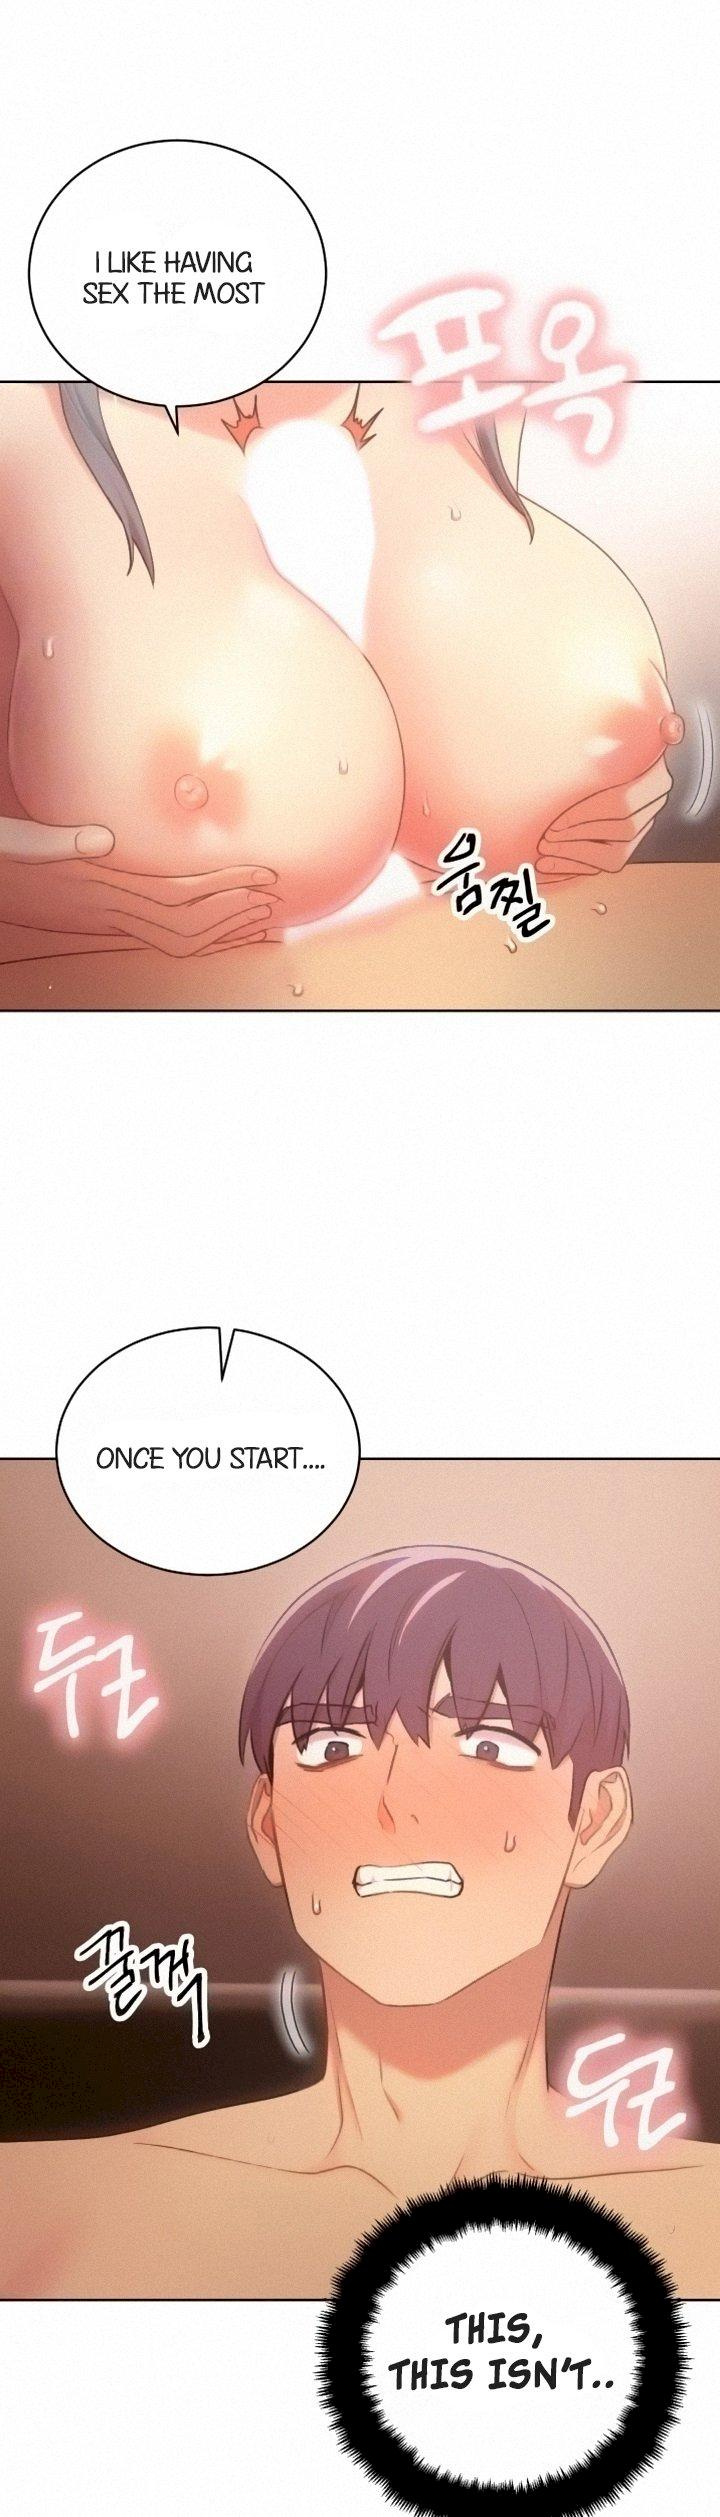 I LIKE HAVING
SEX THE MOST
포옥
움찔
ONCE YOU START....
두근
꿀꺽
두근
THIS,
THIS ISN'T..